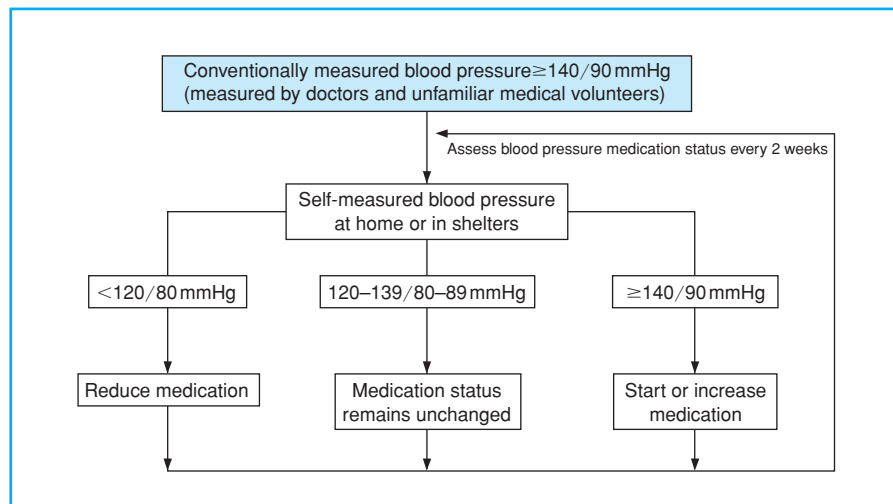 Conventionally measured blood pressure≥140/90 mmHg
(measured by doctors and unfamiliar medical volunteers)
Assess blood pressure medication status every 2 weeks
Self-measured blood pressure
at home or in shelters
<120/80 mmHg
120–139/80–89 mmHg
≥140/90 mmHg
Reduce medication
Medication status
remains unchanged
Start or increase
medication